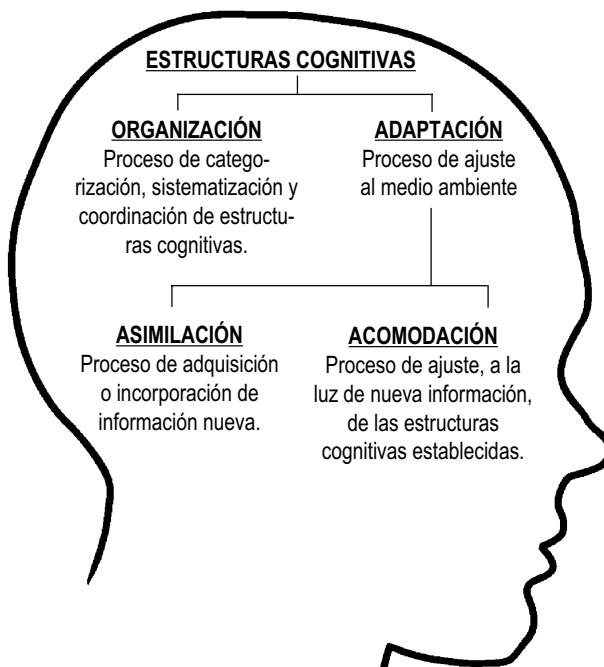 ESTRUCTURAS COGNITIVAS
ORGANIZACIÓN
Proceso de catego-
rización, sistematización y
coordinación de estructu-
ras cognitivas.
ADAPTACIÓN
Proceso de ajuste
al medio ambiente
ASIMILACIÓN
Proceso de adquisición
o incorporación de
información nueva.
ACOMODACIÓN
Proceso de ajuste, a la
luz de nueva información,
de las estructuras
cognitivas establecidas.